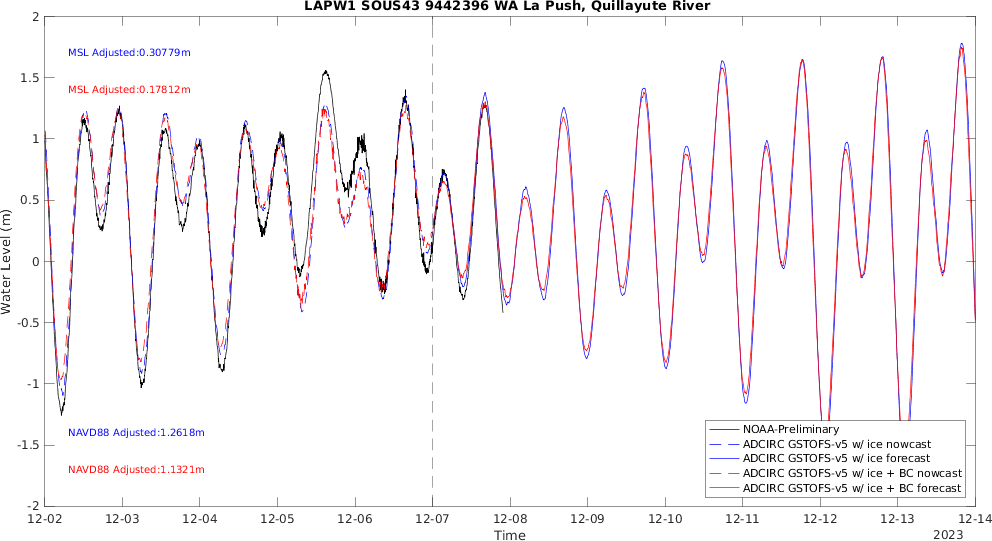 LAPW1 SOUS43 9442396 WA La Push, Quillayute River
2
1.5
1
0.5
0
-0.5
-1
-1.5
-2
Water Level (m)
MSL Adjusted:0.30779m
MSL Adjusted:0.17812m
NAVD88 Adjusted:1.2618m
NAVD88 Adjusted:1.1321m
NOAA-Preliminary
ADCIRC GSTOFS-v5 w/ ice nowcast
ADCIRC GSTOFS-v5 w/ ice forecast
ADCIRC GSTOFS-v5 w/ ice + BC nowcast
ADCIRC GSTOFS-v5 w/ ice + BC forecast
12-02 12-03 12-04 12-05 12-06 12-07 12-08 12-09 12-10 12-11 12-12 12-13 12-14
Time
2023